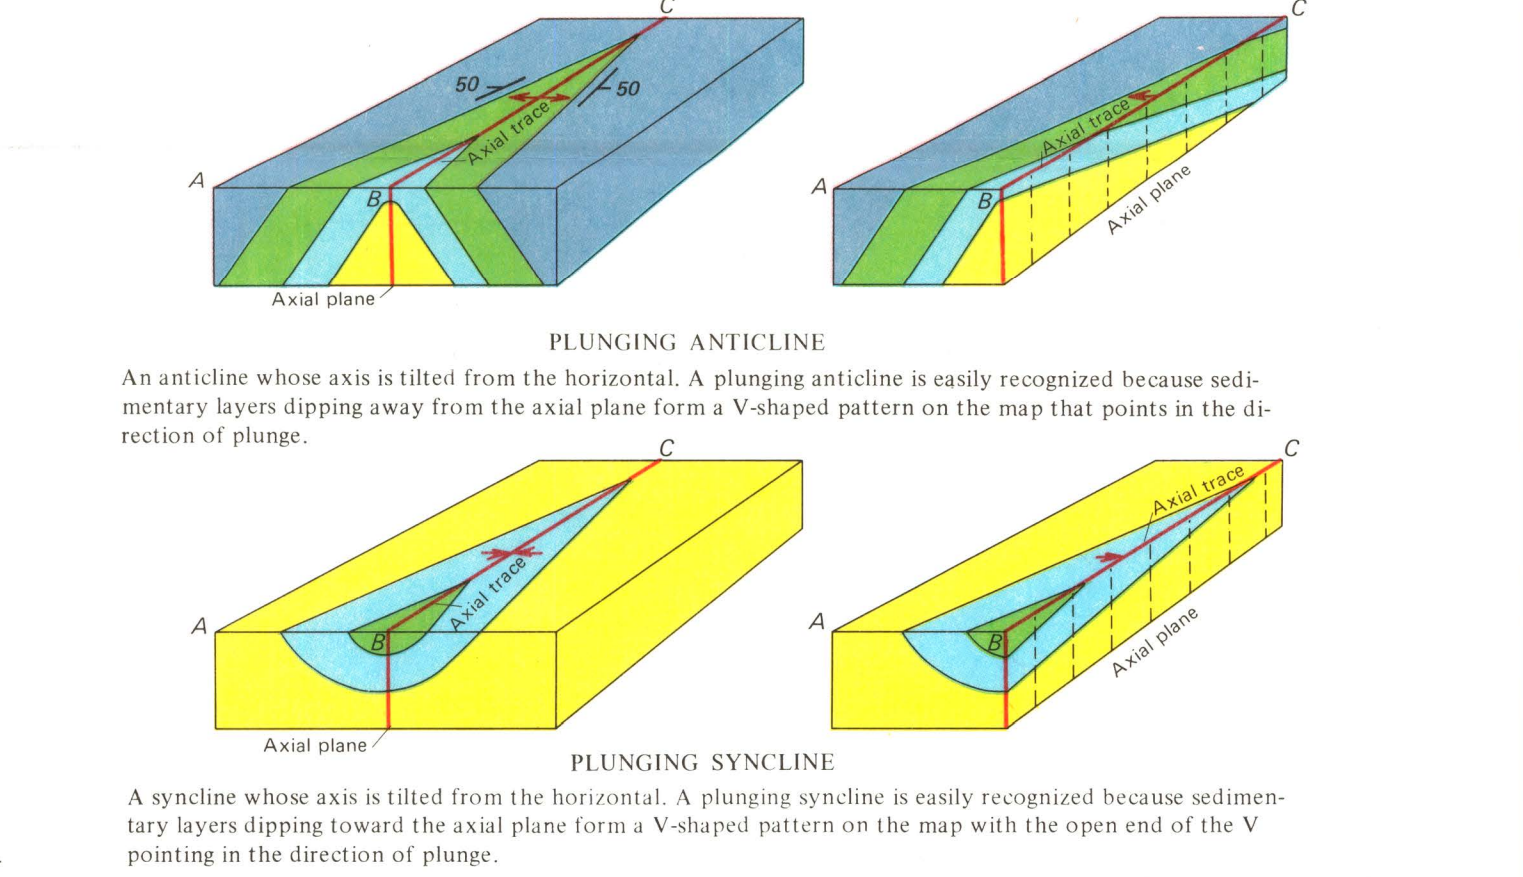 C
C
50
50
Axial trace
Axial trace
A
B
A
B
Axial plane
Axial plane
PLUNGING ANTICLINE
An anticline whose axis is tilted from the horizontal. A plunging anticline is easily recognized because sedi-
mentary layers dipping away from the axial plane form a V-shaped pattern on the map that points in the di-
rection of plunge.
C
C
Axial trace
Axial trace
A
B
A
B
Axial plane
Axial plane
PLUNGING SYNCLINE
A syncline whose axis is tilted from the horizontal. A plunging syncline is easily recognized because sedimen-
tary layers dipping toward the axial plane form a V-shaped pattern on the map with the open end of the V
pointing in the direction of plunge.